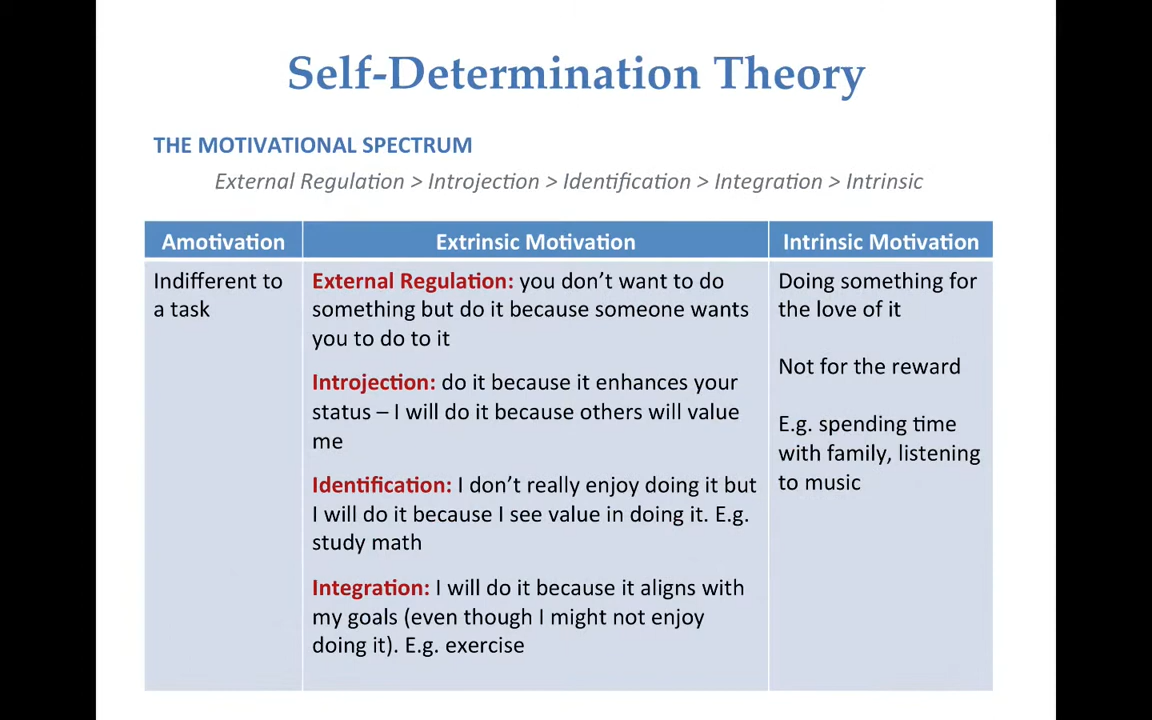 Self-Determination Theory
THE MOTIVATIONAL SPECTRUM
External Regulation > Introjection > Identification > Integration > Intrinsic
Amotivation
Indifferent to
a task
Extrinsic Motivation
External Regulation: you don’t want to do
something but do it because someone wants
you to do to it
Introjection: do it because it enhances your
status – I will do it because others will value
me
Identification: I don’t really enjoy doing it but
I will do it because I see value in doing it. E.g.
study math
Integration: I will do it because it aligns with
my goals (even though I might not enjoy
doing it). E.g. exercise
Intrinsic Motivation
Doing something for
the love of it
Not for the reward
E.g. spending time
with family, listening
to music